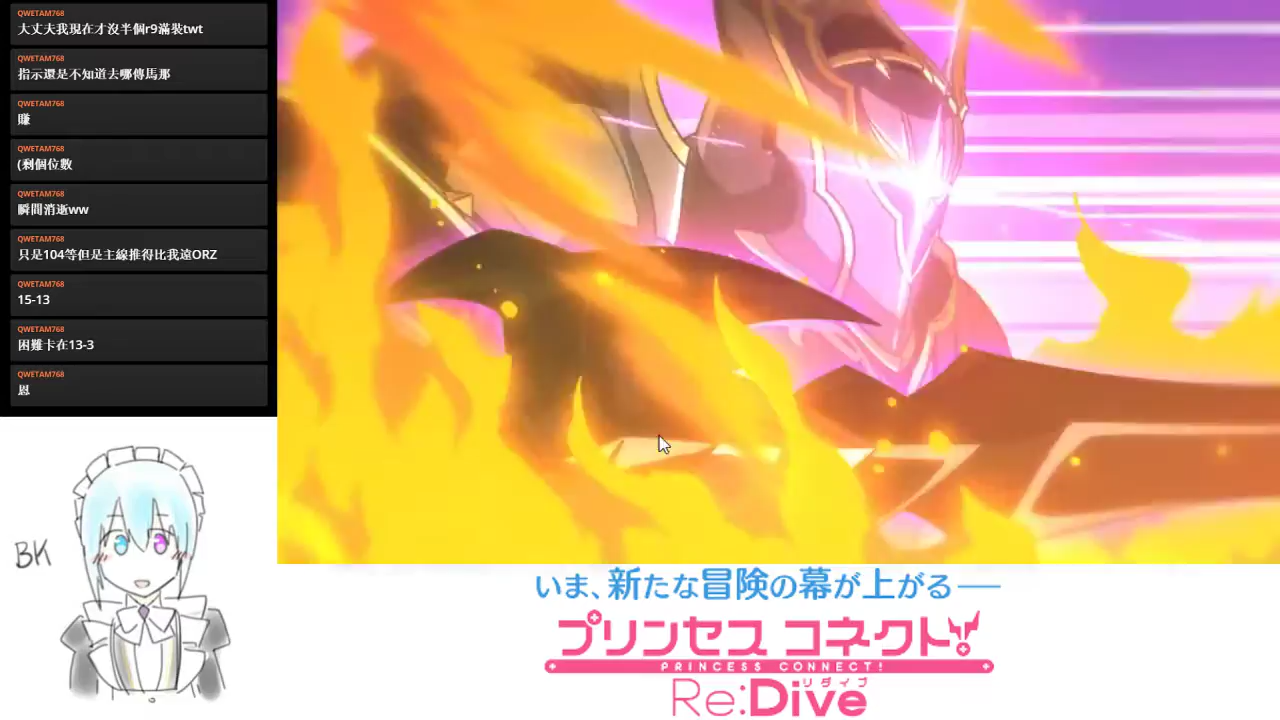 QWETAM768
大丈夫我現在才沒半個r9滿裝twt
QWETAM768
指示還是不知道去哪傳馬那
QWETAM768
賺
QWETAM768
(剩個位數
QWETAM768
瞬間消逝ww
QWETAM768
只是104等但是主線推得比我遠ORZ
QWETAM768
15-13
QWETAM768
困難卡在13-3
QWETAM768
恩
BK
いま、新たな冒険の幕が上がる──
プリンセス コネクト!
PRINCESS CONNECT!
リダイブ
Re:Dive